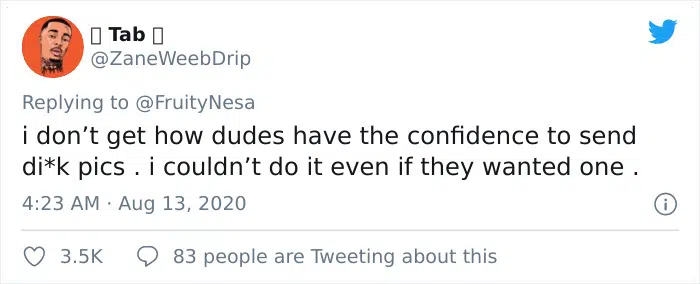 Tab
@ZaneWeebDrip
Replying to @FruityNesa
i don’t get how dudes have the confidence to send
di*k pics . i couldn’t do it even if they wanted one .
4:23 AM · Aug 13, 2020
3.5K 83 people are Tweeting about this